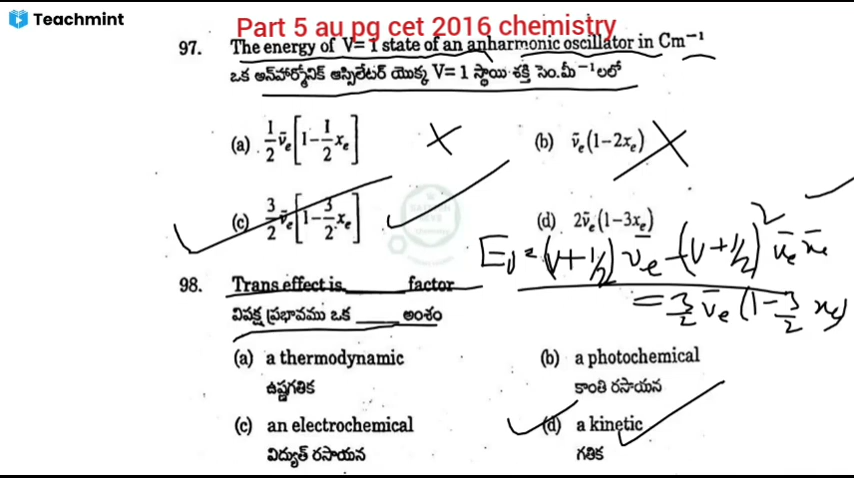 Teachmint
Part 5 au pg cet 2016 chemistry
97. The energy of V= 1 state of an anharmonic oscillator in Cm⁻¹
ఒక అన్‌హార్మోనిక్ ఆస్సిలేటర్ యొక్క V= 1 స్థాయి శక్తి సెం.మీ⁻¹లలో
(a) 1/2 ν̄ₑ[1−1/2 xₑ]
(b) ν̄ₑ(1−2xₑ)
(c) 3/2 ν̄ₑ[1−3/2 xₑ]
(d) 2ν̄ₑ(1−3xₑ)
Eᵥ = (V+1/2) ν̄ₑ − (V+1/2)² ν̄ₑ x̄ₑ
= 3/2 ν̄ₑ (1−3/2 xₑ)
98. Trans effect is ______ factor
విపక్ష ప్రభావము ఒక _____ అంశం
(a) a thermodynamic
ఉష్ణగతిక
(b) a photochemical
కాంతి రసాయన
(c) an electrochemical
విద్యుత్ రసాయన
(d) a kinetic
గతిక